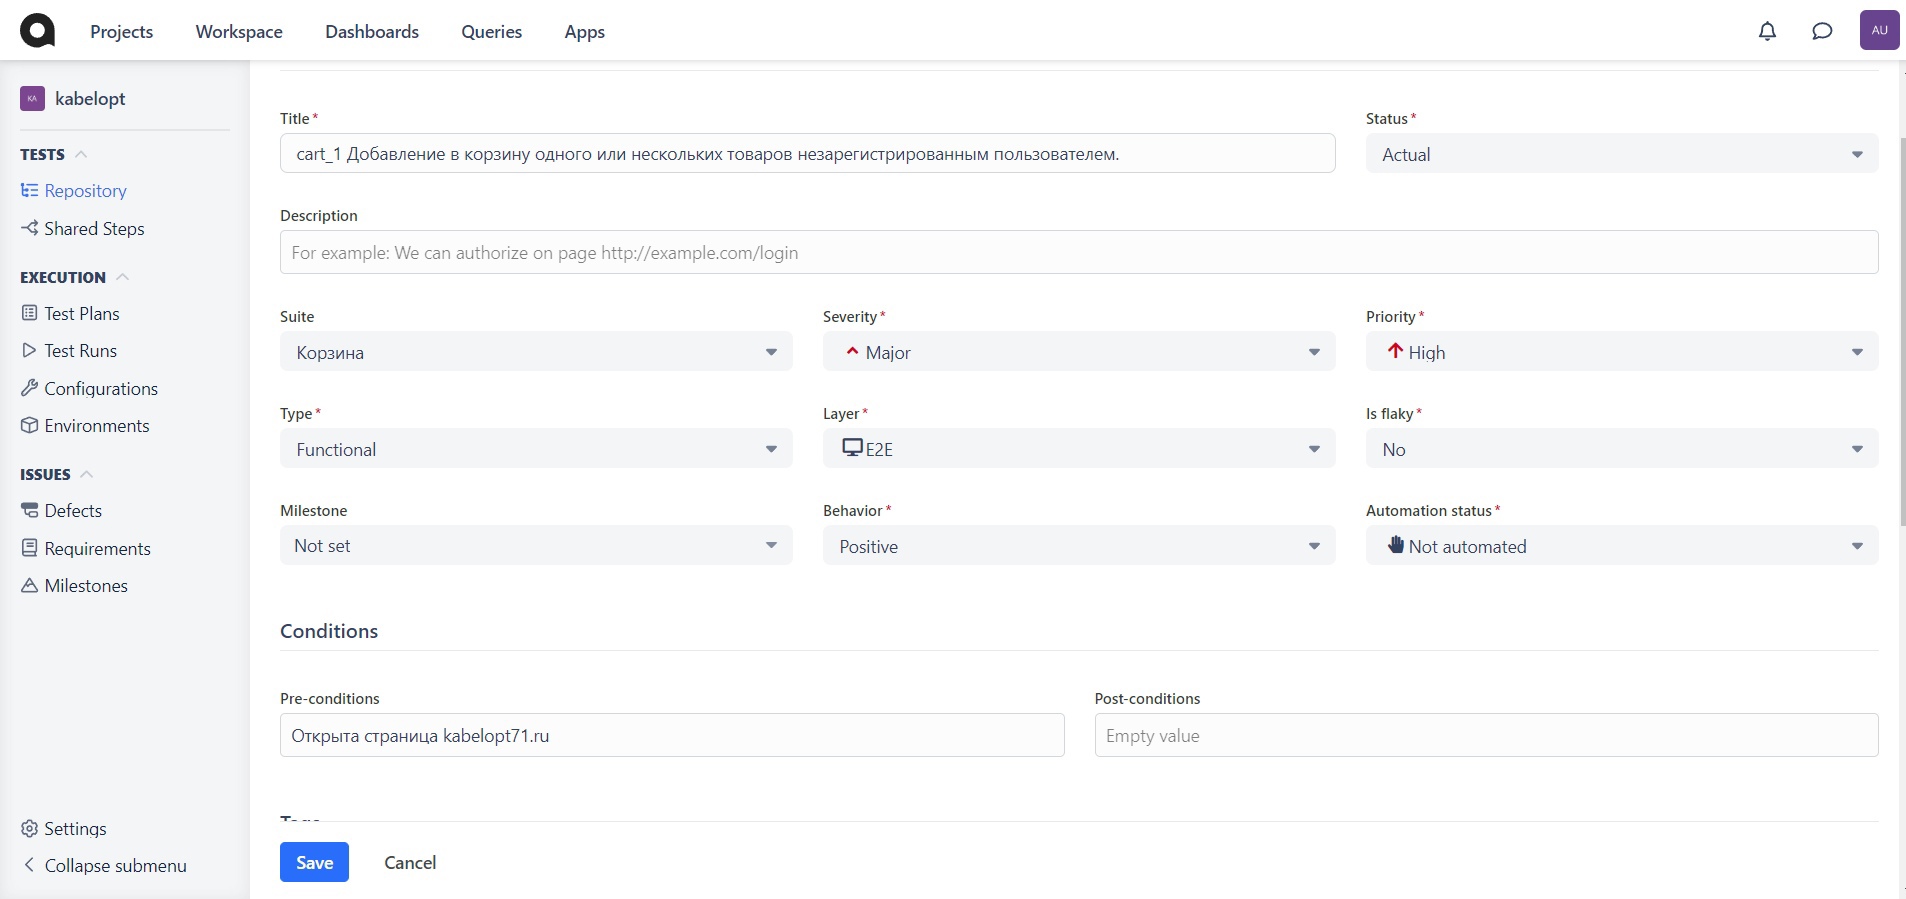 Projects Workspace Dashboards Queries Apps AU
KA kabelopt
TESTS
Repository
Shared Steps
EXECUTION
Test Plans
Test Runs
Configurations
Environments
ISSUES
Defects
Requirements
Milestones
Settings
Collapse submenu
Title* Status*
cart_1 Добавление в корзину одного или нескольких товаров незарегистрированным пользователем. Actual
Description
For example: We can authorize on page http://example.com/login
Suite Severity* Priority*
Корзина Major High
Type* Layer* Is flaky*
Functional E2E No
Milestone Behavior* Automation status*
Not set Positive Not automated
Conditions
Pre-conditions Post-conditions
Открыта страница kabelopt71.ru Empty value
Save Cancel